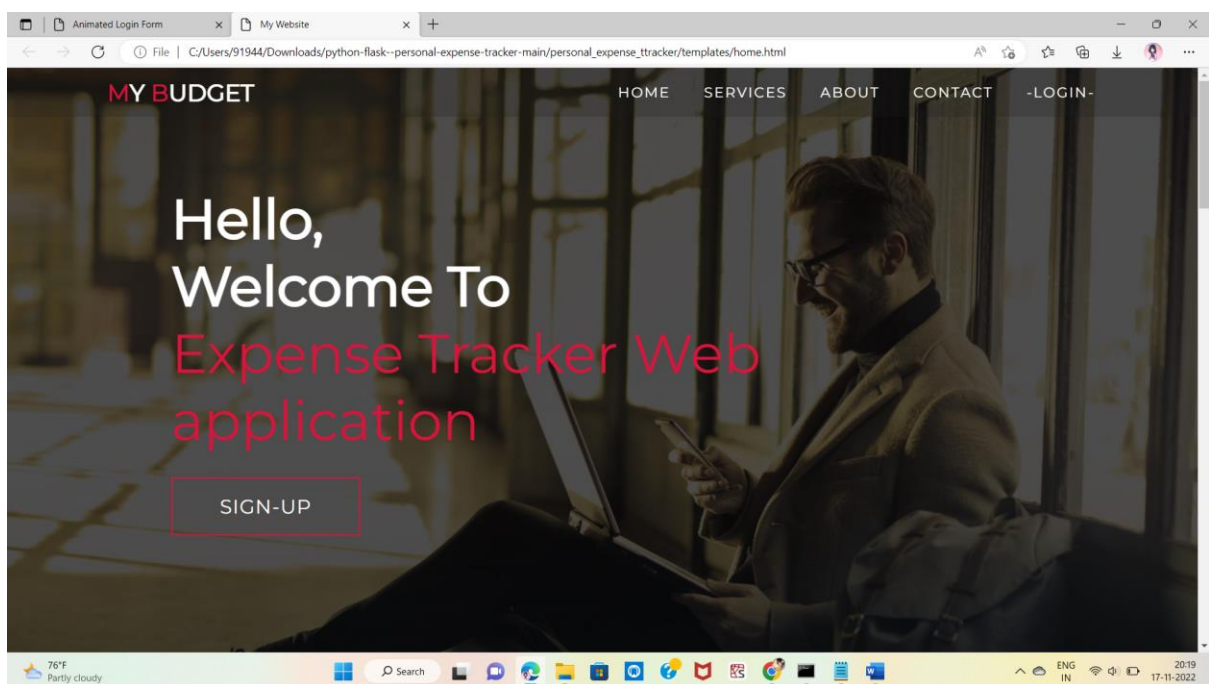 Animated Login Form
My Website
File | C:/Users/91944/Downloads/python-flask--personal-expense-tracker-main/personal_expense_ttracker/templates/home.html
MY BUDGET
HOME SERVICES ABOUT CONTACT -LOGIN-
Hello,
Welcome To
Expense Tracker Web
application
SIGN-UP
76°F
Partly cloudy
Search
ENG
IN
20:19
17-11-2022